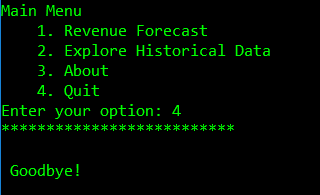 Main Menu
    1. Revenue Forecast
    2. Explore Historical Data
    3. About
    4. Quit
Enter your option: 4
**************************

 Goodbye!